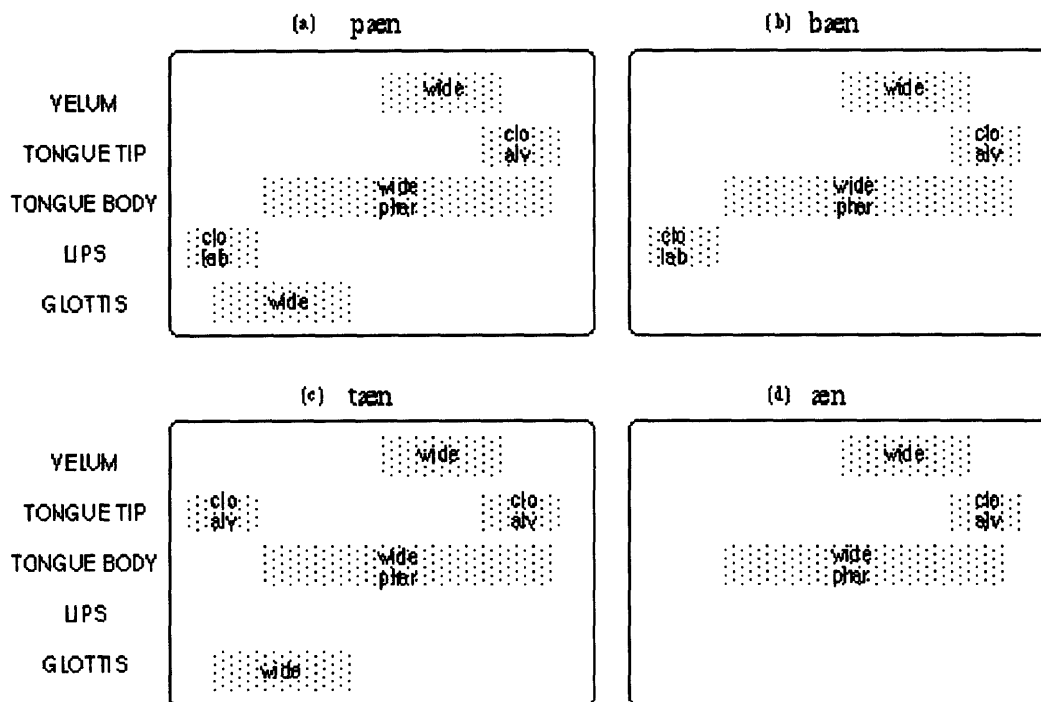 (a) pæn
(b) bæn
VELUM
wide
wide
TONGUE TIP
clo
alv
clo
alv
TONGUE BODY
wide
phar
wide
phar
LIPS
clo
lab
clo
lab
GLOTTIS
wide
(c) tæn
(d) æn
VELUM
wide
wide
TONGUE TIP
clo
alv
clo
alv
clo
alv
TONGUE BODY
wide
phar
wide
phar
LIPS
GLOTTIS
wide